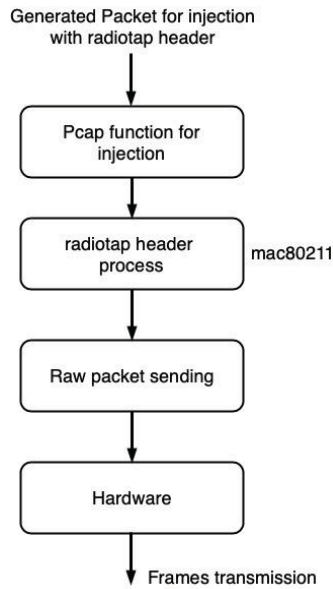 Generated Packet for injection
with radiotap header
Pcap function for
injection
radiotap header
process
mac80211
Raw packet sending
Hardware
Frames transmission